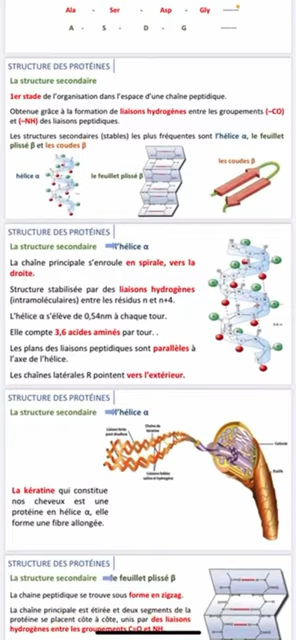 Ala - Ser - Asp - Gly
A - S - D - G
STRUCTURE DES PROTÉINES
La structure secondaire
1er stade de l'organisation dans l'espace d'une chaîne peptidique.
Obtenue grâce à la formation de liaisons hydrogènes entre les groupements (–CO)
et (–NH) des liaisons peptidiques.
Les structures secondaires (stables) les plus fréquentes sont l'hélice α, le feuillet
plissé β et les coudes β
les coudes β
hélice α
le feuillet plissé β
STRUCTURE DES PROTÉINES
La structure secondaire l'hélice α
La chaîne principale s'enroule en spirale, vers la
droite.
Structure stabilisée par des liaisons hydrogènes
(intramoléculaires) entre les résidus n et n+4.
L'hélice α s'élève de 0,54nm à chaque tour.
Elle compte 3,6 acides aminés par tour. .
Les plans des liaisons peptidiques sont parallèles à
l'axe de l'hélice.
Les chaînes latérales R pointent vers l'extérieur.
STRUCTURE DES PROTÉINES
La structure secondaire l'hélice α
La kératine qui constitue
nos cheveux est une
protéine en hélice α, elle
forme une fibre allongée.
STRUCTURE DES PROTÉINES
La structure secondaire le feuillet plissé β
La chaine peptidique se trouve sous forme en zigzag.
La chaîne principale est étirée et deux segments de la
protéine se placent côte à côte, unis par des liaisons
hydrogènes entre les groupements C=O et NH